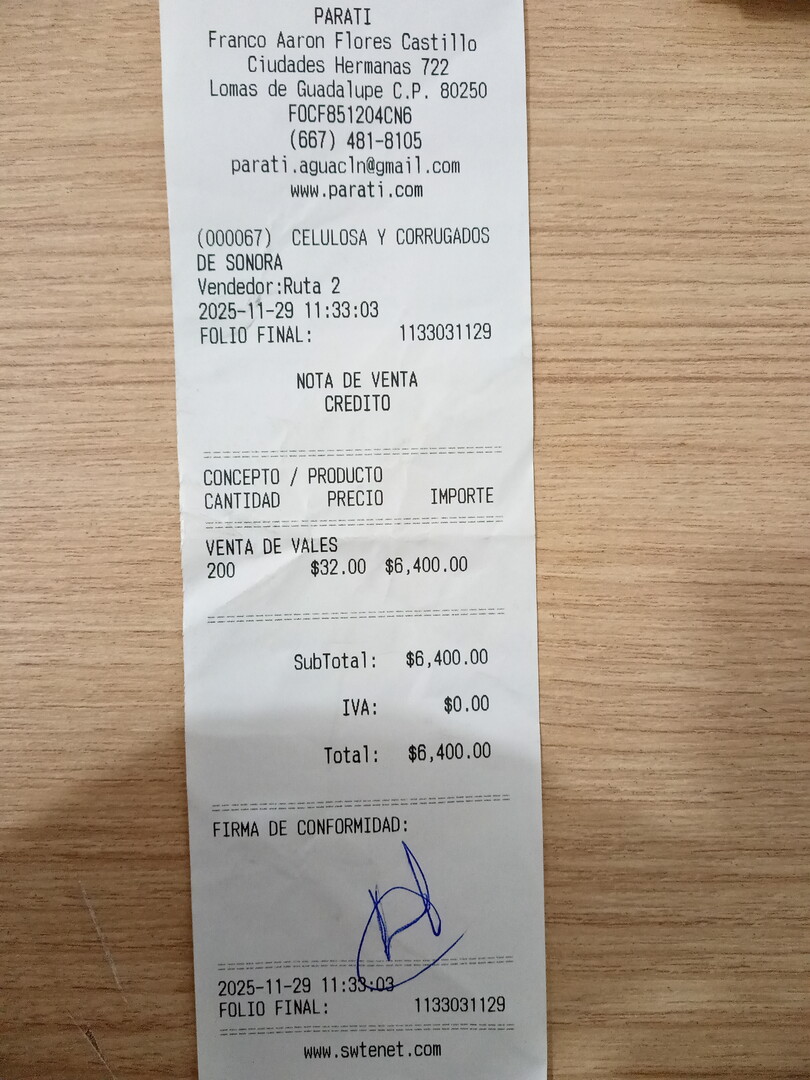 PARATI
Franco Aaron Flores Castillo
Ciudades Hermanas 722
Lomas de Guadalupe C.P. 80250
FOCF851204CN6
(667) 481-8105
parati.aguacln@gmail.com
www.parati.com
(000067) CELULOSA Y CORRUGADOS
DE SONORA
Vendedor:Ruta 2
2025-11-29 11:33:03
FOLIO FINAL: 1133031129
NOTA DE VENTA
CREDITO
CONCEPTO / PRODUCTO
CANTIDAD PRECIO IMPORTE
VENTA DE VALES
200 $32.00 $6,400.00
SubTotal: $6,400.00
IVA: $0.00
Total: $6,400.00
FIRMA DE CONFORMIDAD:
2025-11-29 11:33:03
FOLIO FINAL: 1133031129
www.swtenet.com